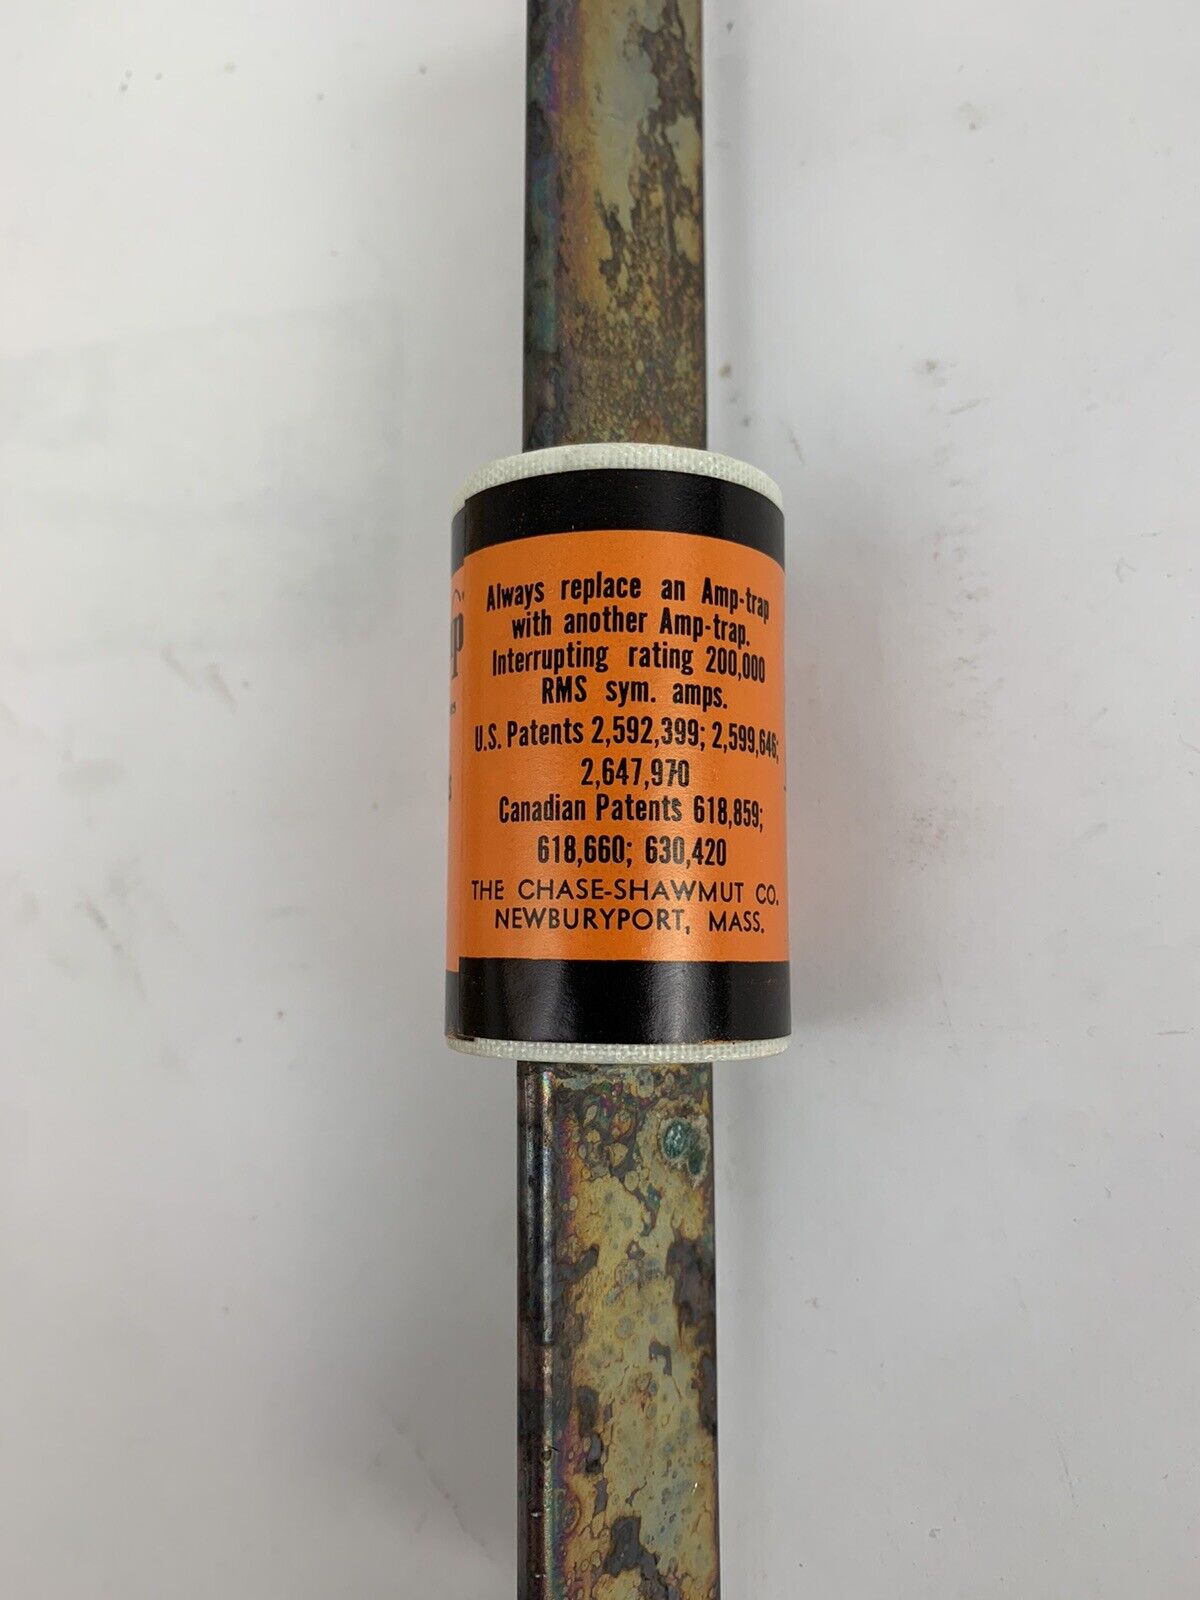 Always replace an Amp-trap
with another Amp-trap.
Interrupting rating 200,000
RMS sym. amps.
U.S. Patents 2,592,399; 2,599,646;
2,647,970
Canadian Patents 618,859;
618,660; 630,420
THE CHASE-SHAWMUT CO.
NEWBURYPORT, MASS.